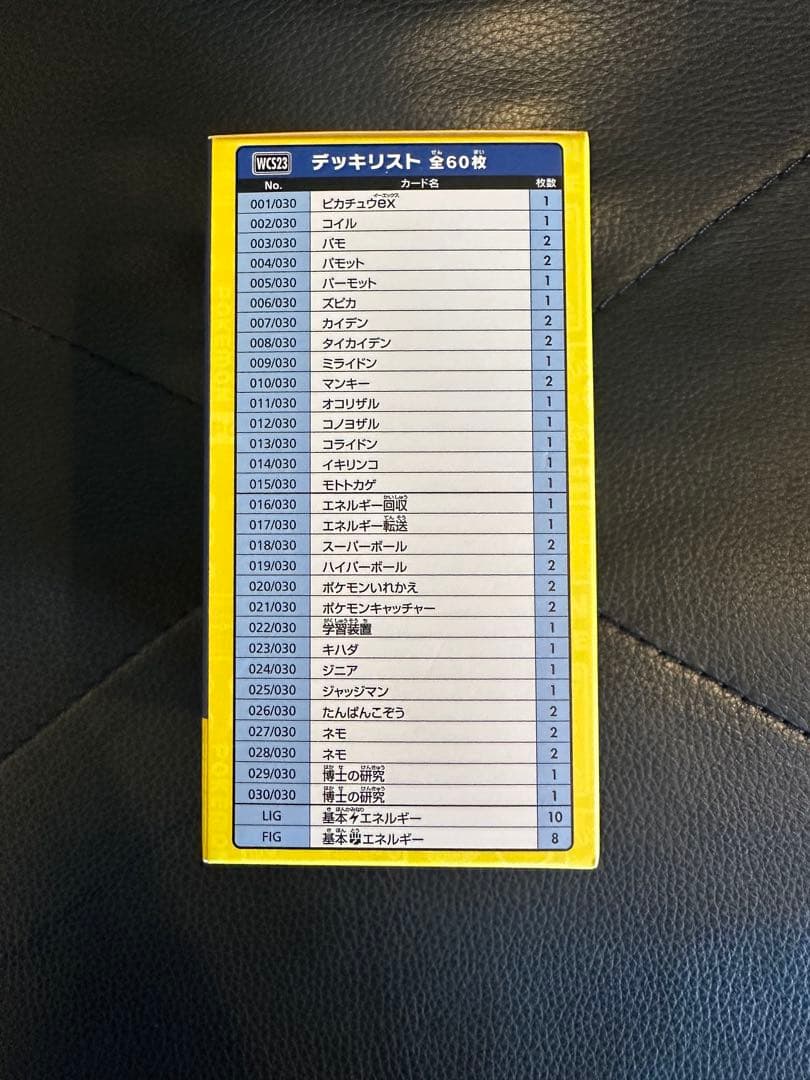 WCS23 デッキリスト 全60枚
No. カード名 枚数
001/030 ピカチュウex 1
002/030 コイル 1
003/030 パモ 2
004/030 パモット 2
005/030 パーモット 1
006/030 ズピカ 1
007/030 カイデン 2
008/030 タイカイデン 2
009/030 ミライドン 1
010/030 マンキー 2
011/030 オコリザル 1
012/030 コノヨザル 1
013/030 コライドン 1
014/030 イキリンコ 1
015/030 モトトカゲ 1
016/030 エネルギー回収 1
017/030 エネルギー転送 1
018/030 スーパーボール 2
019/030 ハイパーボール 2
020/030 ポケモンいれかえ 2
021/030 ポケモンキャッチャー 2
022/030 学習装置 1
023/030 キハダ 1
024/030 ジニア 1
025/030 ジャッジマン 1
026/030 たんぱんこぞう 2
027/030 ネモ 2
028/030 ネモ 2
029/030 博士の研究 1
030/030 博士の研究 1
LIG 基本エネルギー 10
FIG 基本エネルギー 8